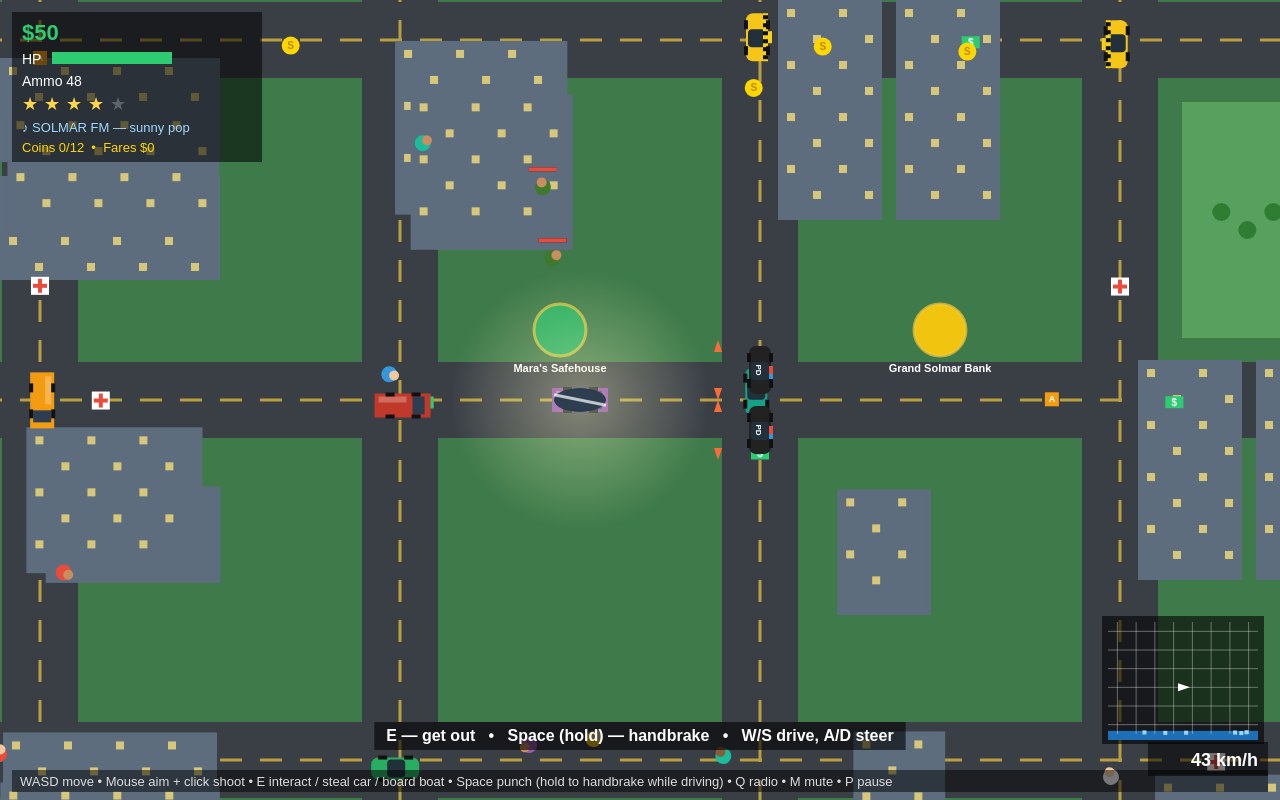 $50
HP
Ammo 48
♪ SOLMAR FM — sunny pop
Coins 0/12 • Fares $0
S
S
S
S
$
Mara's Safehouse
Grand Solmar Bank
PD
PD
A
$
E — get out • Space (hold) — handbrake • W/S drive, A/D steer
43 km/h
WASD move • Mouse aim + click shoot • E interact / steal car / board boat • Space punch (hold to handbrake while driving) • Q radio • M mute • P pause